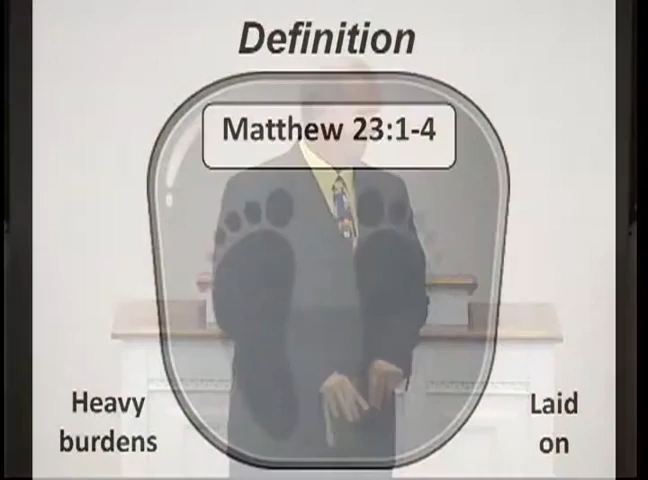 Definition
Matthew 23:1-4
Heavy
burdens
Laid
on